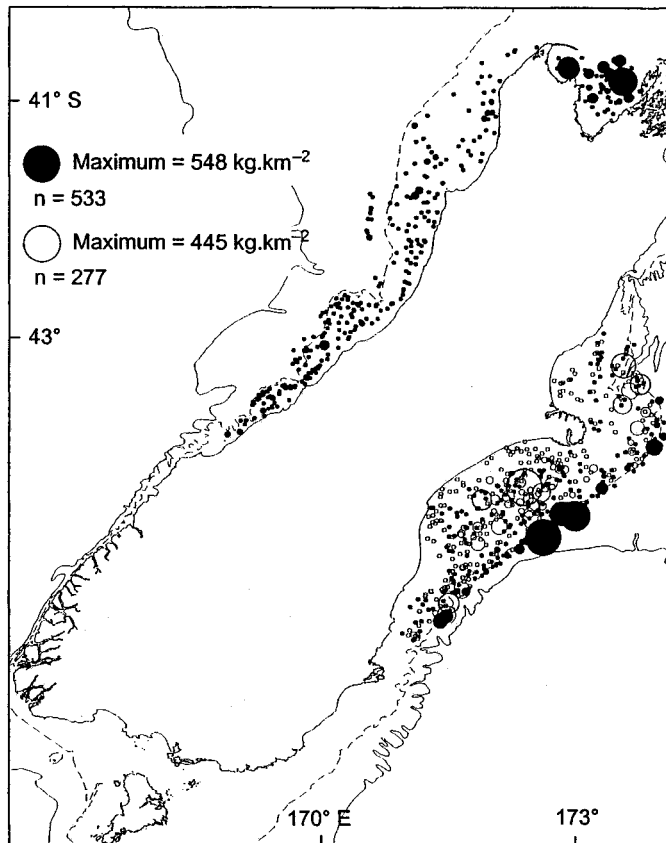 41° S
Maximum = 548 kg.km⁻²
n = 533
Maximum = 445 kg.km⁻²
n = 277
43°
170° E
173°